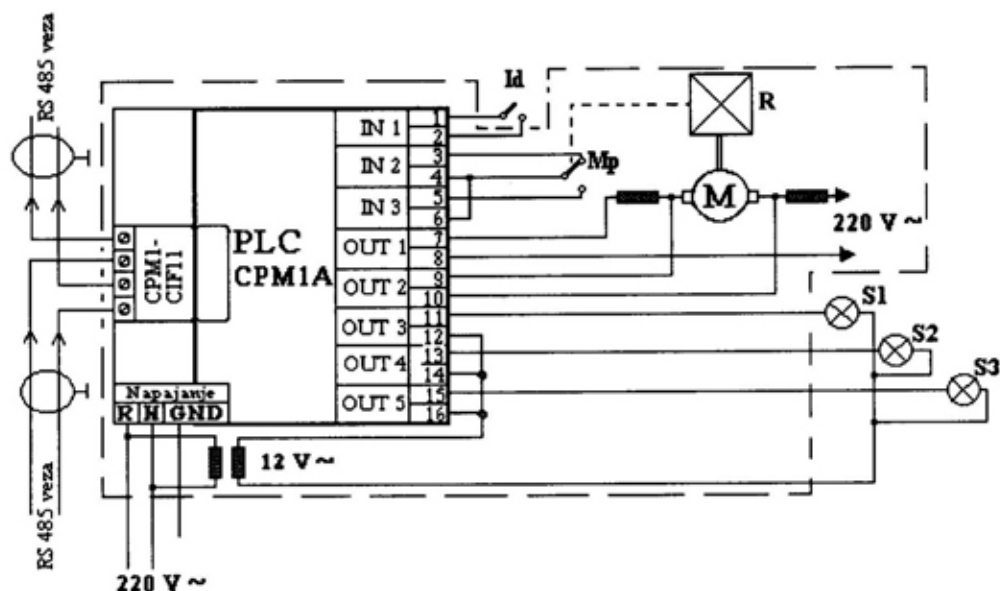 RS 485 veza
RS 485 veza
Id
R
IN 1
IN 2
IN 3
OUT 1
OUT 2
OUT 3
OUT 4
OUT 5
1
2
3
4
5
6
7
8
9
10
11
12
13
14
15
16
Mp
M
220 V ~
PLC
CPM1A
CPM1-
CIF11
S1
S2
S3
Napajanje
R N GND
12 V ~
220 V ~